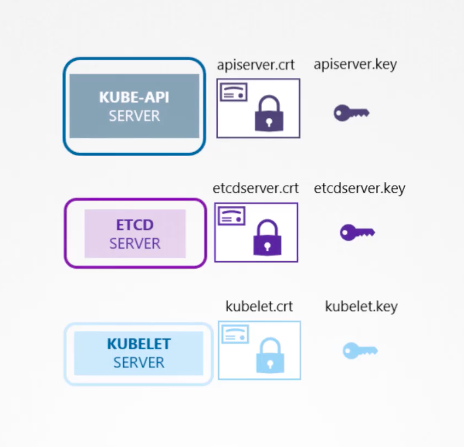 apiserver.crt apiserver.key
KUBE-API
SERVER
etcdserver.crt etcdserver.key
ETCD
SERVER
kubelet.crt kubelet.key
KUBELET
SERVER